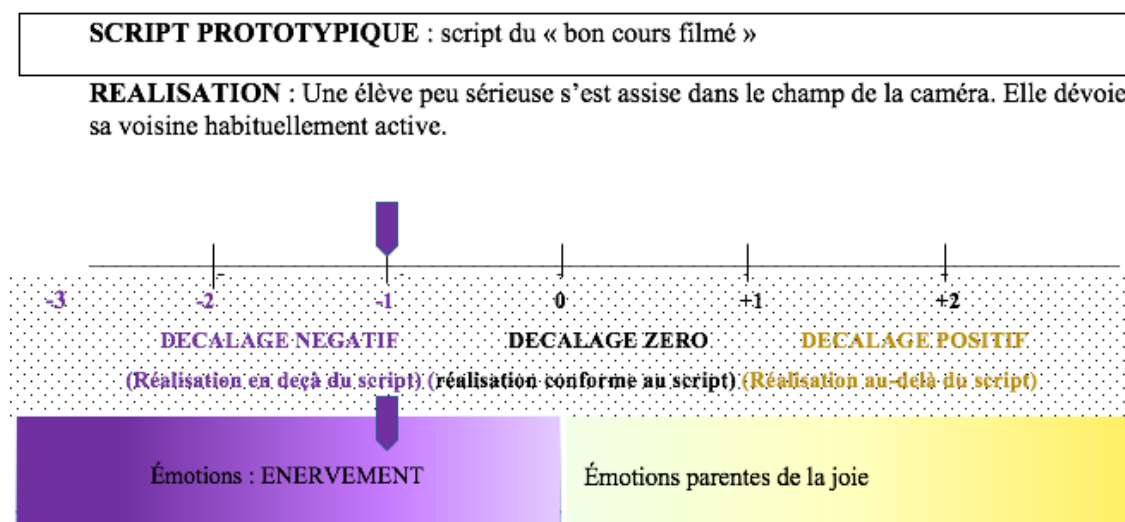 SCRIPT PROTOTYPIQUE : script du « bon cours filmé »
REALISATION : Une élève peu sérieuse s'est assise dans le champ de la caméra. Elle dévoie
sa voisine habituellement active.
-3 -2 -1 0 +1 +2
DECALAGE NEGATIF DECALAGE ZERO DECALAGE POSITIF
(Réalisation en deçà du script) (réalisation conforme au script) (Réalisation au-delà du script)
Émotions : ENERVEMENT Émotions parentes de la joie